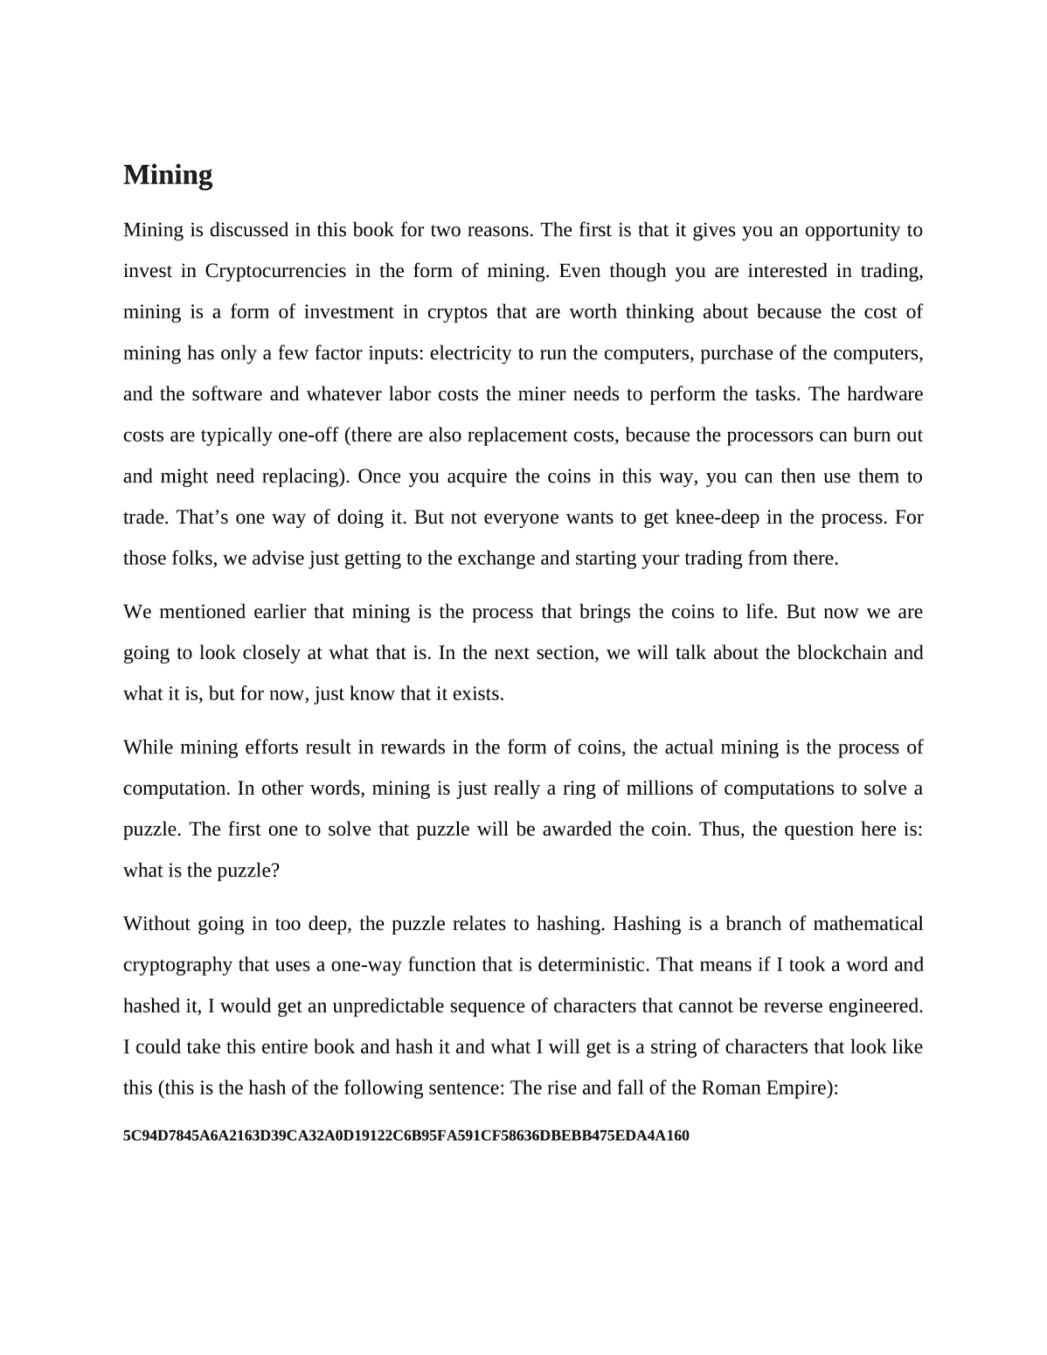 Mining
Mining is discussed in this book for two reasons. The first is that it gives you an opportunity to
invest in Cryptocurrencies in the form of mining. Even though you are interested in trading,
mining is a form of investment in cryptos that are worth thinking about because the cost of
mining has only a few factor inputs: electricity to run the computers, purchase of the computers,
and the software and whatever labor costs the miner needs to perform the tasks. The hardware
costs are typically one-off (there are also replacement costs, because the processors can burn out
and might need replacing). Once you acquire the coins in this way, you can then use them to
trade. That’s one way of doing it. But not everyone wants to get knee-deep in the process. For
those folks, we advise just getting to the exchange and starting your trading from there.
We mentioned earlier that mining is the process that brings the coins to life. But now we are
going to look closely at what that is. In the next section, we will talk about the blockchain and
what it is, but for now, just know that it exists.
While mining efforts result in rewards in the form of coins, the actual mining is the process of
computation. In other words, mining is just really a ring of millions of computations to solve a
puzzle. The first one to solve that puzzle will be awarded the coin. Thus, the question here is:
what is the puzzle?
Without going in too deep, the puzzle relates to hashing. Hashing is a branch of mathematical
cryptography that uses a one-way function that is deterministic. That means if I took a word and
hashed it, I would get an unpredictable sequence of characters that cannot be reverse engineered.
I could take this entire book and hash it and what I will get is a string of characters that look like
this (this is the hash of the following sentence: The rise and fall of the Roman Empire):
5C94D7845A6A2163D39CA32A0D19122C6B95FA591CF58636DBEBB475EDA4A160